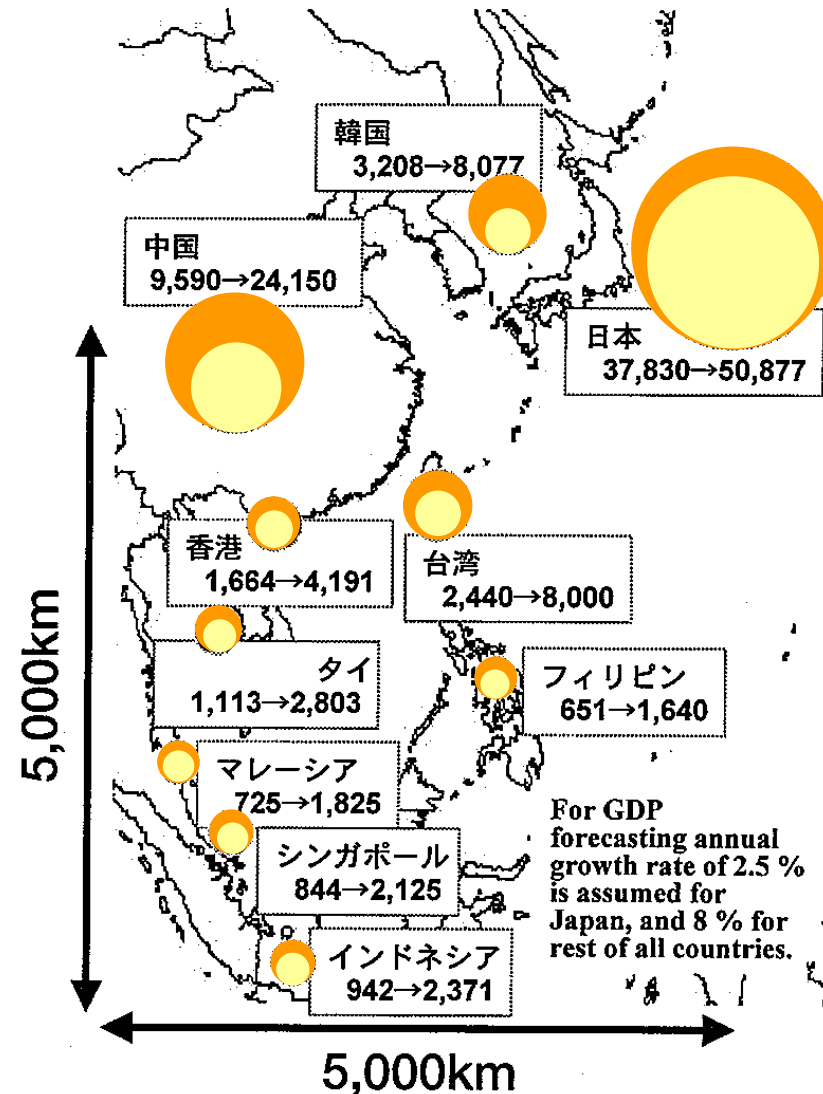 韓国
3,208→8,077
中国
9,590→24,150
日本
37,830→50,877
香港
1,664→4,191
台湾
2,440→8,000
タイ
1,113→2,803
フィリピン
651→1,640
マレーシア
725→1,825
シンガポール
844→2,125
インドネシア
942→2,371
For GDP
forecasting annual
growth rate of 2.5 %
is assumed for
Japan, and 8 % for
rest of all countries.
5,000km
5,000km